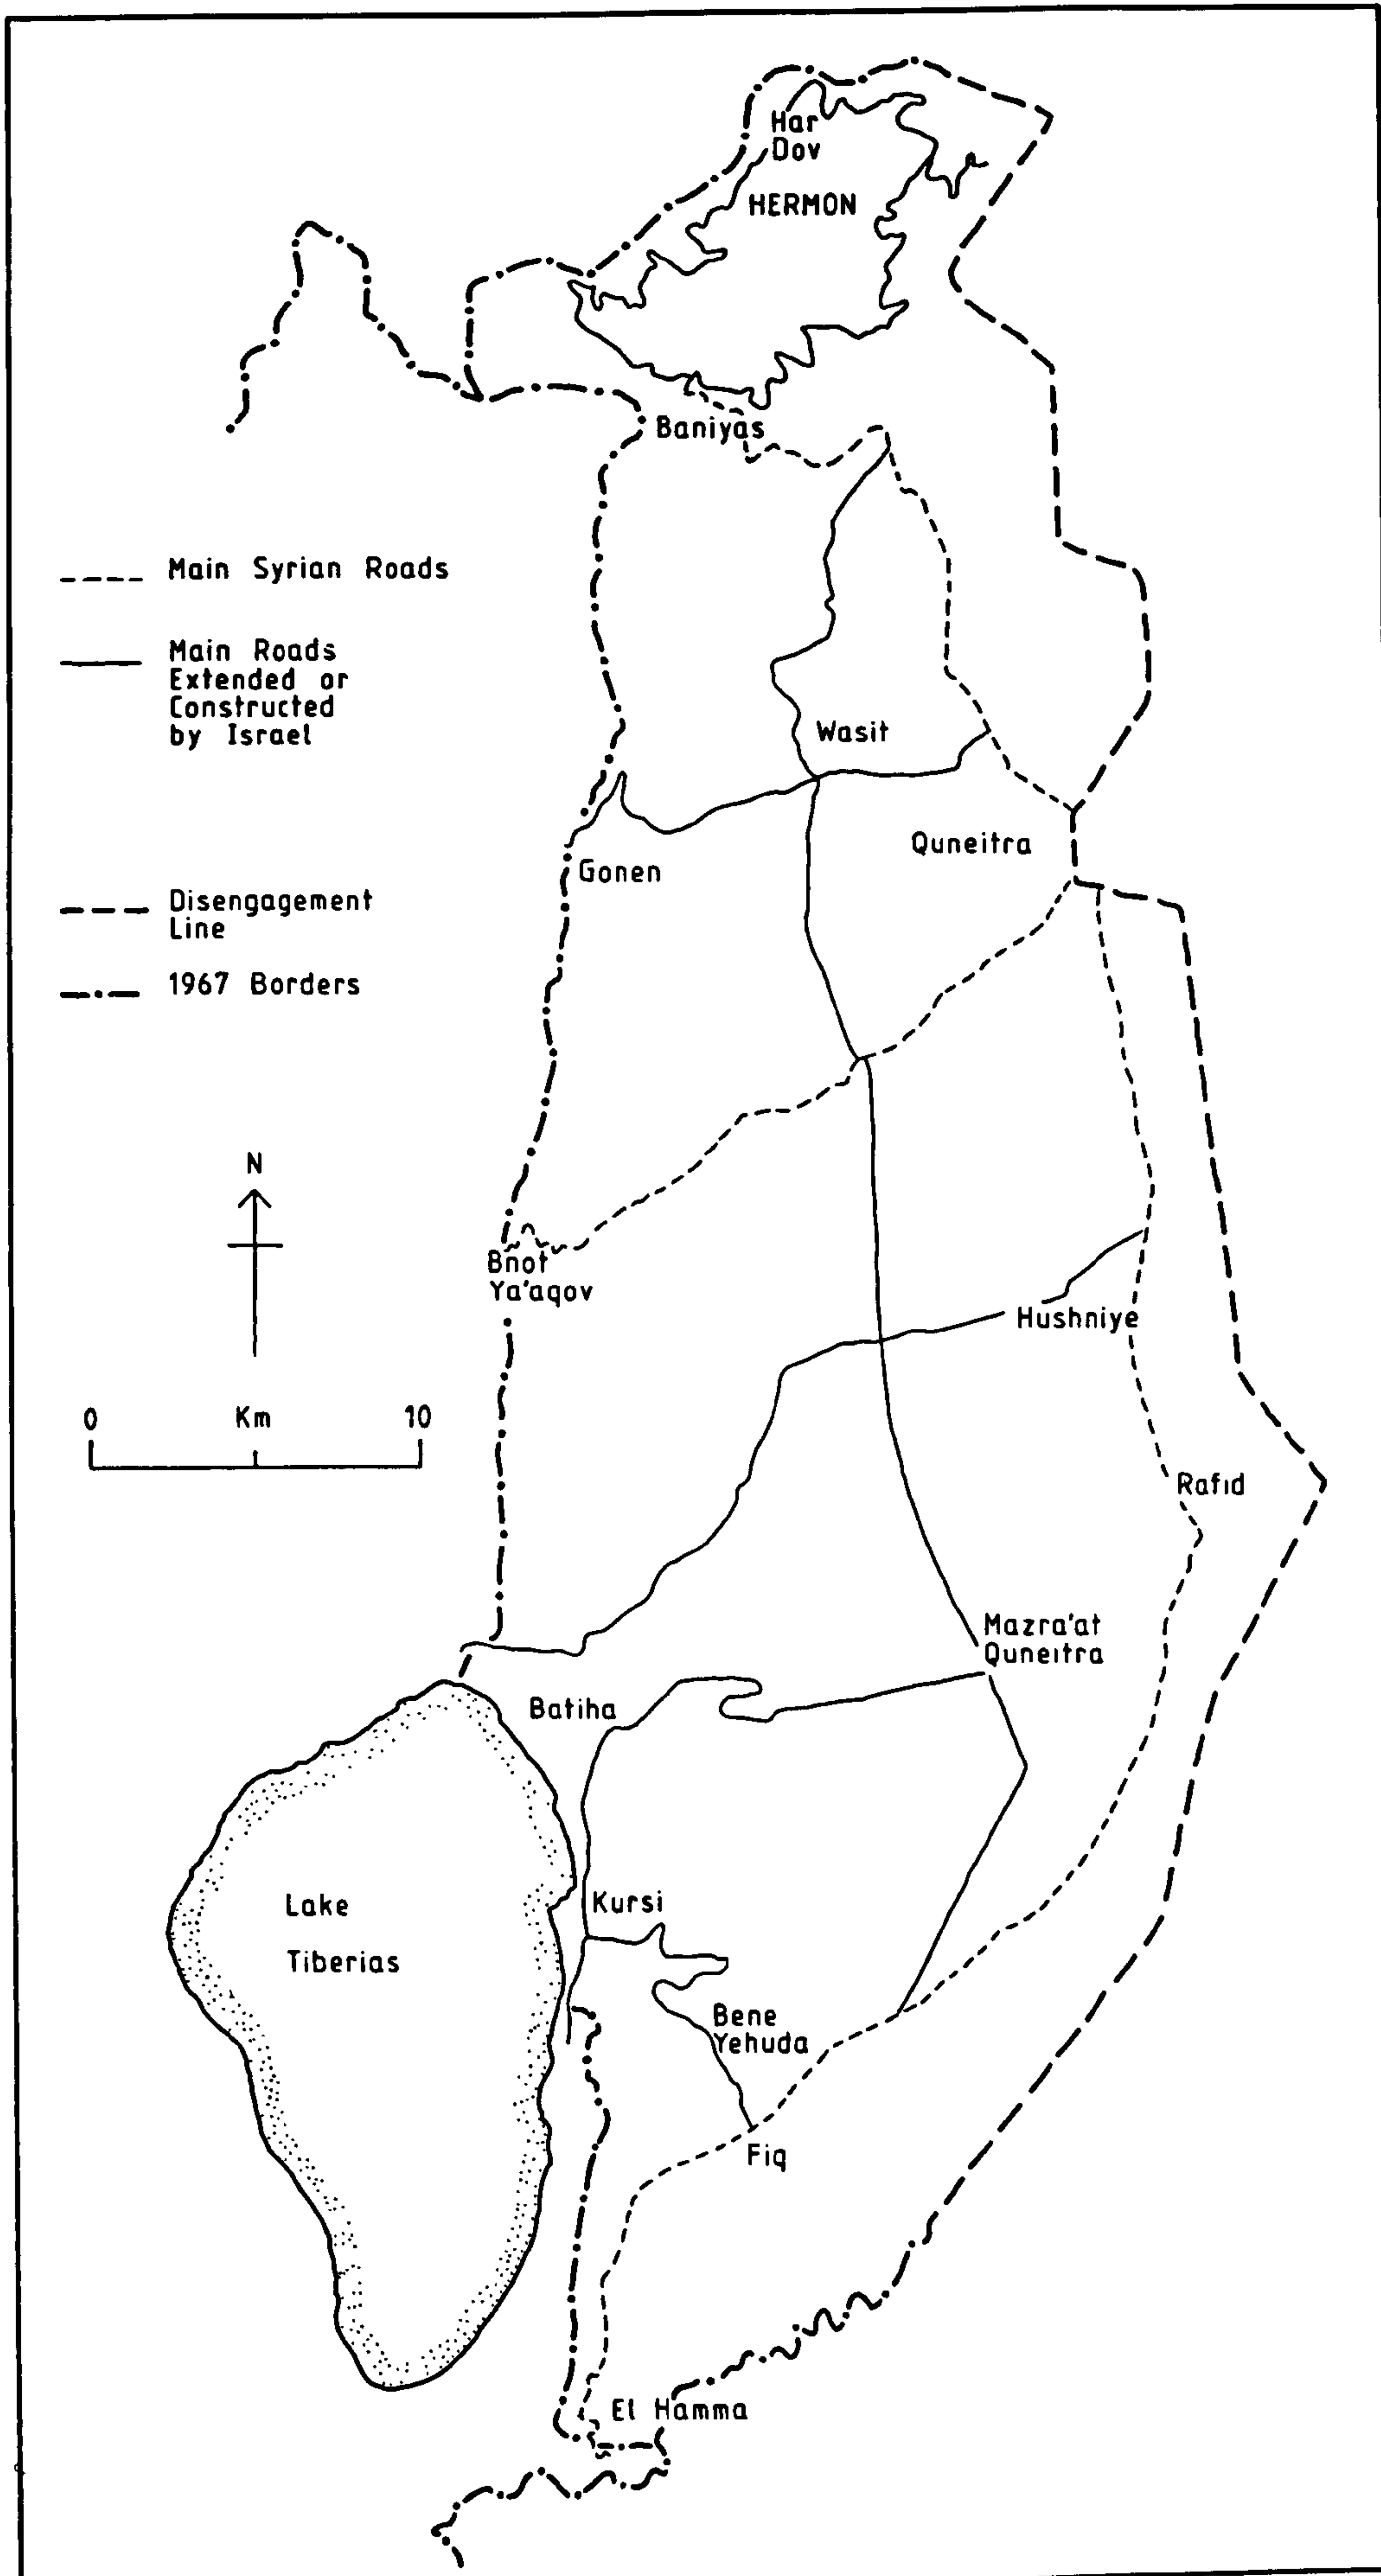 Har
Dov
HERMON
Baniyas
Main Syrian Roads
Main Roads
Extended or
Constructed
by Israel
Wasit
Quneitra
Gonen
Disengagement
Line
1967 Borders
N
Bnot
Ya'aqov
Hushniye
0 Km 10
Rafid
Mazra'at
Quneitra
Batiha
Kursi
Lake
Tiberias
Bene
Yehuda
Fiq
El Hamma